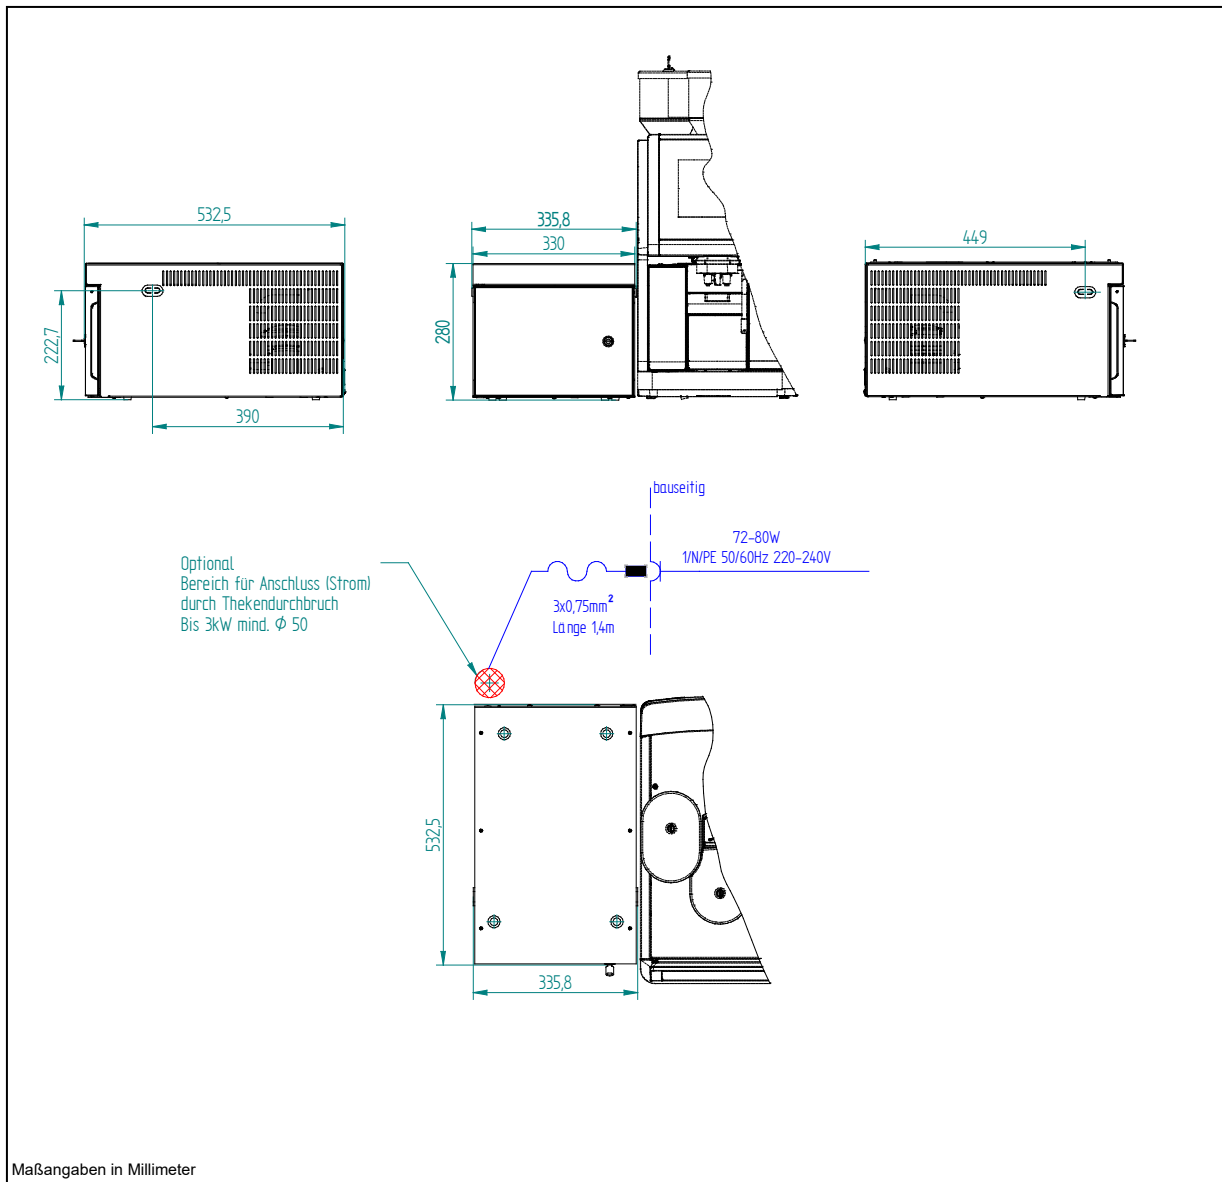 532,5
335,8
330
449
222,7
280
390
bauseitig
72-80W
1/N/PE 50/60Hz 220-240V
Optional
Bereich für Anschluss (Strom)
durch Thekendurchbruch
Bis 3kW mind. Φ 50
3x0,75mm²
Länge 1,4m
532,5
335,8
Maßangaben in Millimeter